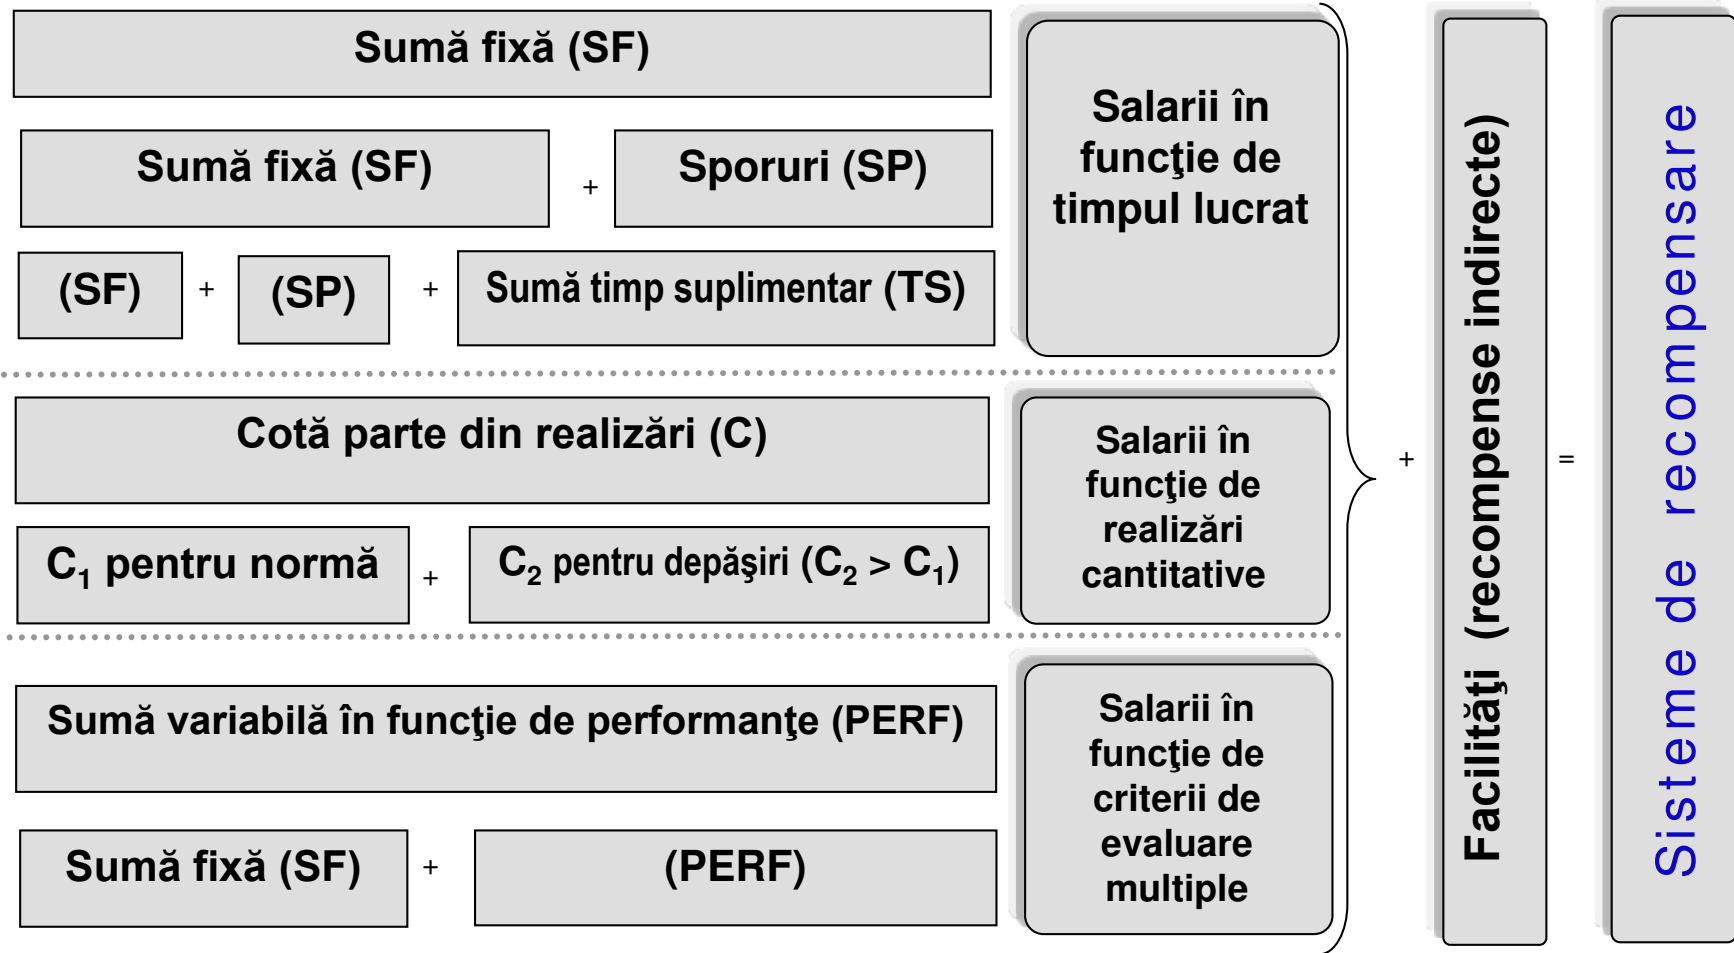 Sumă fixă (SF)
Sumă fixă (SF) + Sporuri (SP)
(SF) + (SP) + Sumă timp suplimentar (TS)
Salarii în
funcţie de
timpul lucrat
Cotă parte din realizări (C)
C₁ pentru normă + C₂ pentru depăşiri (C₂ > C₁)
Salarii în
funcţie de
realizări
cantitative
Sumă variabilă în funcţie de performanţe (PERF)
Sumă fixă (SF) + (PERF)
Salarii în
funcţie de
criterii de
evaluare
multiple
+
Facilităţi (recompense indirecte)
=
Sisteme de recompensare